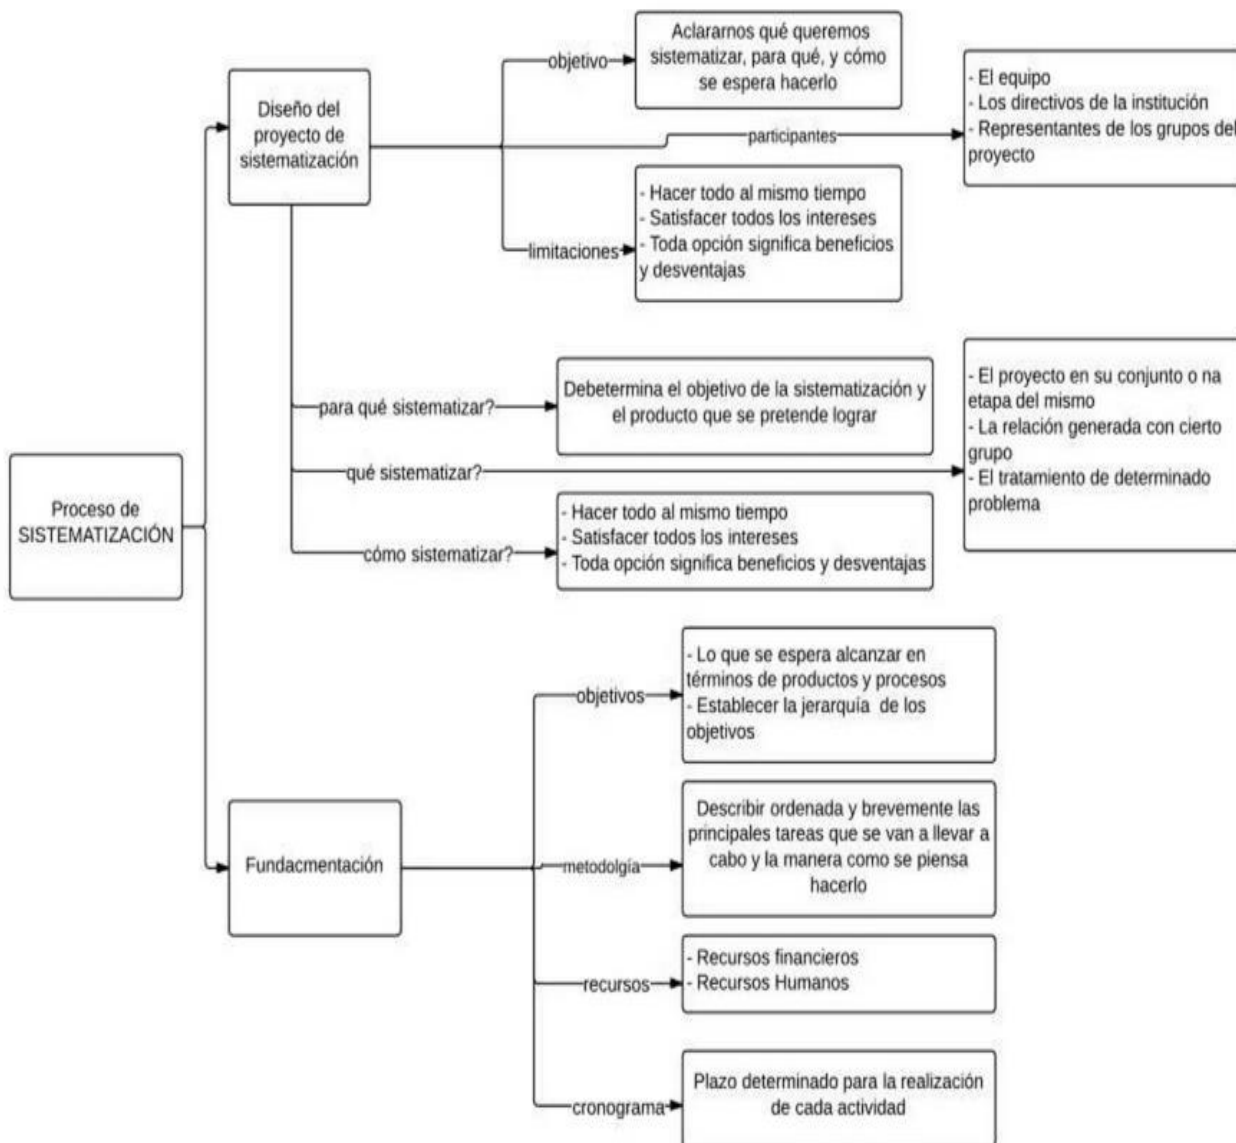 Proceso de
SISTEMATIZACIÓN
Diseño del
proyecto de
sistematización
objetivo
Aclararnos qué queremos
sistematizar, para qué, y cómo
se espera hacerlo
participantes
- El equipo
- Los directivos de la institución
- Representantes de los grupos del
proyecto
limitaciones
- Hacer todo al mismo tiempo
- Satisfacer todos los intereses
- Toda opción significa beneficios
y desventajas
para qué sistematizar?
Debetermina el objetivo de la sistematización y
el producto que se pretende lograr
qué sistematizar?
- El proyecto en su conjunto o na
etapa del mismo
- La relación generada con cierto
grupo
- El tratamiento de determinado
problema
cómo sistematizar?
- Hacer todo al mismo tiempo
- Satisfacer todos los intereses
- Toda opción significa beneficios y desventajas
Fundacmentación
objetivos
- Lo que se espera alcanzar en
términos de productos y procesos
- Establecer la jerarquía de los
objetivos
metodolgía
Describir ordenada y brevemente las
principales tareas que se van a llevar a
cabo y la manera como se piensa
hacerlo
recursos
- Recursos financieros
- Recursos Humanos
cronograma
Plazo determinado para la realización
de cada actividad